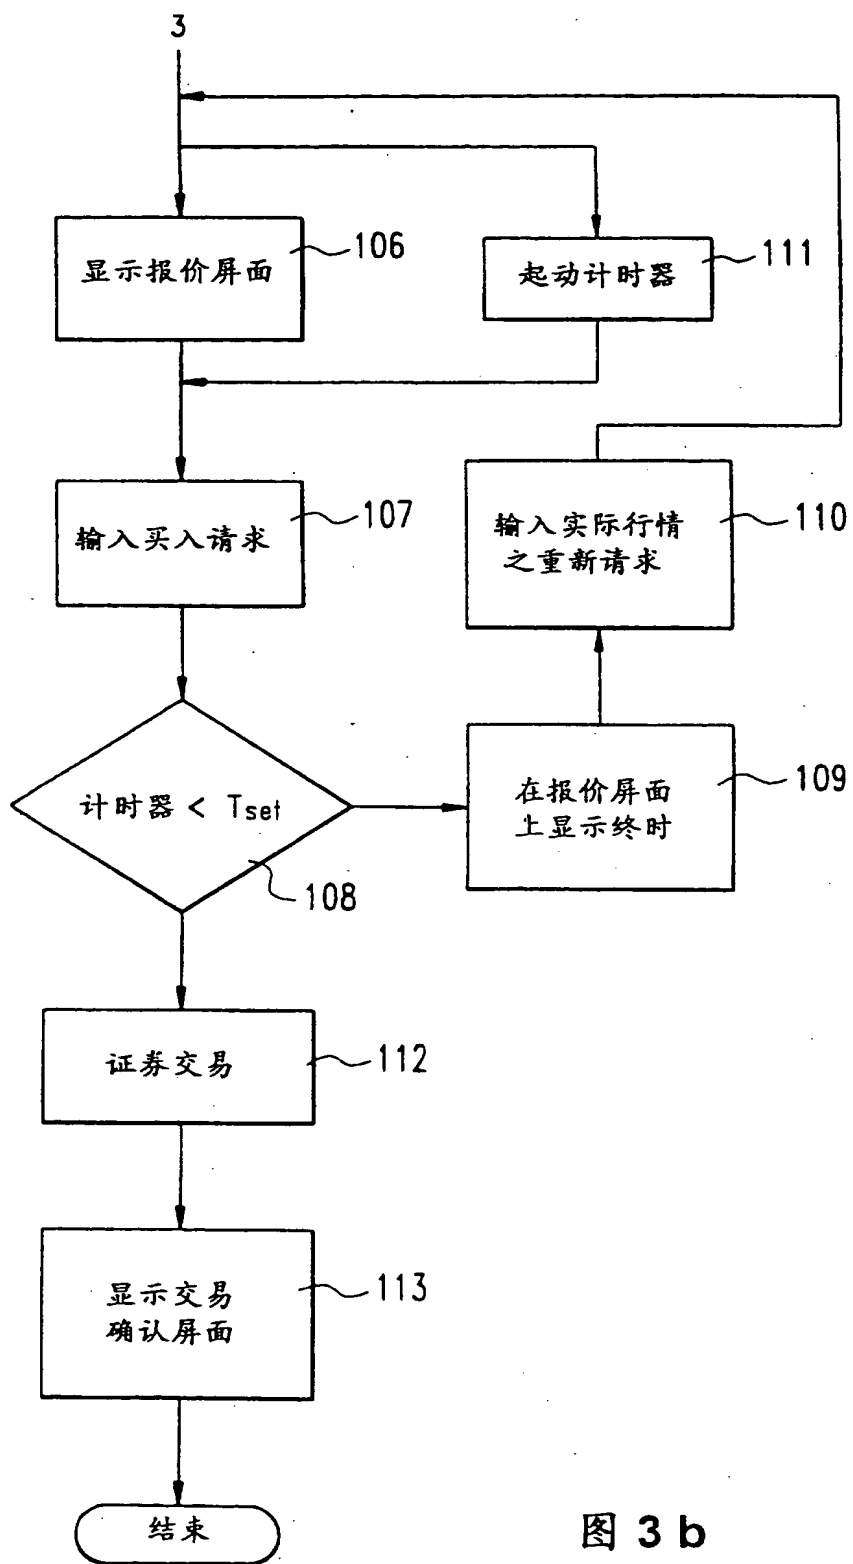 3
显示报价屏面
106
起动计时器
111
输入买入请求
107
输入实际行情
之重新请求
110
计时器 < Tset
108
在报价屏面
上显示终时
109
证券交易
112
显示交易
确认屏面
113
结束
图 3 b